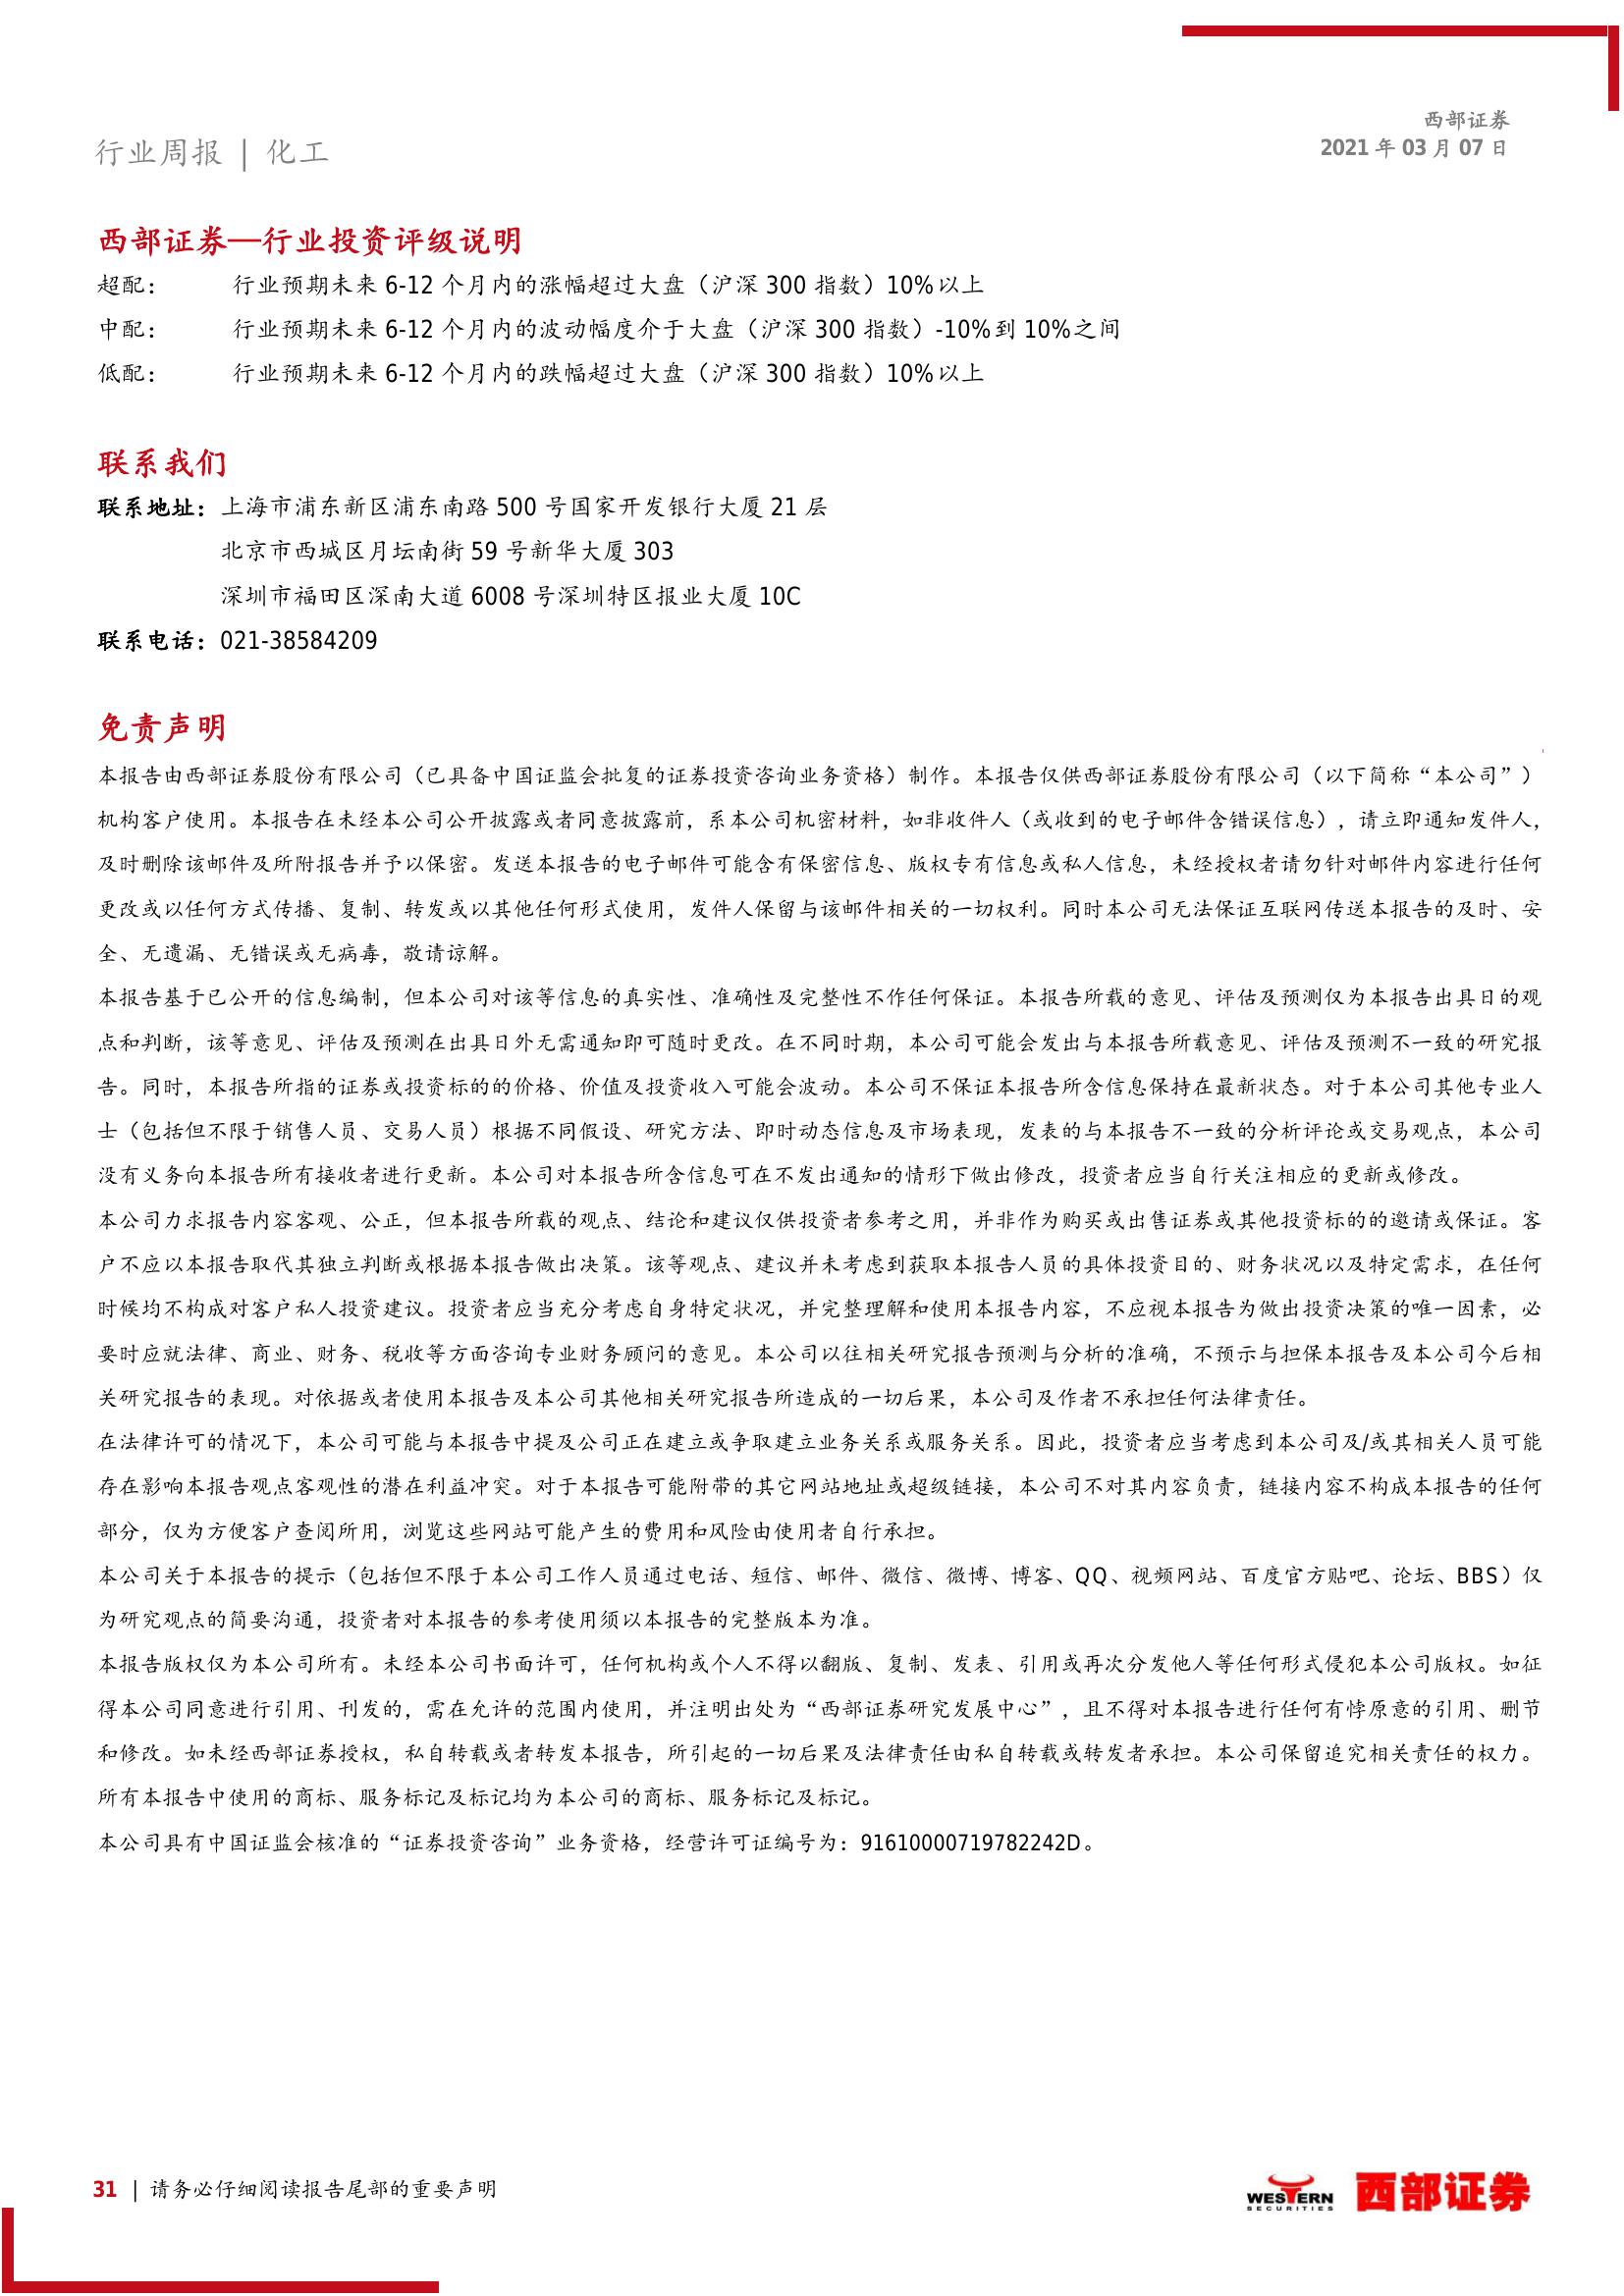 西部证券
2021 年 03 月 07 日
行业周报 | 化工
西部证券—行业投资评级说明
超配： 行业预期未来 6-12 个月内的涨幅超过大盘（沪深 300 指数）10%以上
中配： 行业预期未来 6-12 个月内的波动幅度介于大盘（沪深 300 指数）-10%到 10%之间
低配： 行业预期未来 6-12 个月内的跌幅超过大盘（沪深 300 指数）10%以上
联系我们
联系地址：上海市浦东新区浦东南路 500 号国家开发银行大厦 21 层
北京市西城区月坛南街 59 号新华大厦 303
深圳市福田区深南大道 6008 号深圳特区报业大厦 10C
联系电话：021-38584209
免责声明
本报告由西部证券股份有限公司（已具备中国证监会批复的证券投资咨询业务资格）制作。本报告仅供西部证券股份有限公司（以下简称“本公司”）
机构客户使用。本报告在未经本公司公开披露或者同意披露前，系本公司机密材料，如非收件人（或收到的电子邮件含错误信息），请立即通知发件人，
及时删除该邮件及所附报告并予以保密。发送本报告的电子邮件可能含有保密信息、版权专有信息或私人信息，未经授权者请勿针对邮件内容进行任何
更改或以任何方式传播、复制、转发或以其他任何形式使用，发件人保留与该邮件相关的一切权利。同时本公司无法保证互联网传送本报告的及时、安
全、无遗漏、无错误或无病毒，敬请谅解。
本报告基于已公开的信息编制，但本公司对该等信息的真实性、准确性及完整性不作任何保证。本报告所载的意见、评估及预测仅为本报告出具日的观
点和判断，该等意见、评估及预测在出具日外无需通知即可随时更改。在不同时期，本公司可能会发出与本报告所载意见、评估及预测不一致的研究报
告。同时，本报告所指的证券或投资标的的价格、价值及投资收入可能会波动。本公司不保证本报告所含信息保持在最新状态。对于本公司其他专业人
士（包括但不限于销售人员、交易人员）根据不同假设、研究方法、即时动态信息及市场表现，发表的与本报告不一致的分析评论或交易观点，本公司
没有义务向本报告所有接收者进行更新。本公司对本报告所含信息可在不发出通知的情形下做出修改，投资者应当自行关注相应的更新或修改。
本公司力求报告内容客观、公正，但本报告所载的观点、结论和建议仅供投资者参考之用，并非作为购买或出售证券或其他投资标的的邀请或保证。客
户不应以本报告取代其独立判断或根据本报告做出决策。该等观点、建议并未考虑到获取本报告人员的具体投资目的、财务状况以及特定需求，在任何
时候均不构成对客户私人投资建议。投资者应当充分考虑自身特定状况，并完整理解和使用本报告内容，不应视本报告为做出投资决策的唯一因素，必
要时应就法律、商业、财务、税收等方面咨询专业财务顾问的意见。本公司以往相关研究报告预测与分析的准确，不预示与担保本报告及本公司今后相
关研究报告的表现。对依据或者使用本报告及本公司其他相关研究报告所造成的一切后果，本公司及作者不承担任何法律责任。
在法律许可的情况下，本公司可能与本报告中提及公司正在建立或争取建立业务关系或服务关系。因此，投资者应当考虑到本公司及/或其相关人员可能
存在影响本报告观点客观性的潜在利益冲突。对于本报告可能附带的其它网站地址或超级链接，本公司不对其内容负责，链接内容不构成本报告的任何
部分，仅为方便客户查阅所用，浏览这些网站可能产生的费用和风险由使用者自行承担。
本公司关于本报告的提示（包括但不限于本公司工作人员通过电话、短信、邮件、微信、微博、博客、QQ、视频网站、百度官方贴吧、论坛、BBS）仅
为研究观点的简要沟通，投资者对本报告的参考使用须以本报告的完整版本为准。
本报告版权仅为本公司所有。未经本公司书面许可，任何机构或个人不得以翻版、复制、发表、引用或再次分发他人等任何形式侵犯本公司版权。如征
得本公司同意进行引用、刊发的，需在允许的范围内使用，并注明出处为“西部证券研究发展中心”，且不得对本报告进行任何有悖原意的引用、删节
和修改。如未经西部证券授权，私自转载或者转发本报告，所引起的一切后果及法律责任由私自转载或转发者承担。本公司保留追究相关责任的权力。
所有本报告中使用的商标、服务标记及标记均为本公司的商标、服务标记及标记。
本公司具有中国证监会核准的“证券投资咨询”业务资格，经营许可证编号为：91610000719782242D。
31 | 请务必仔细阅读报告尾部的重要声明
WESTERN
SECURITIES
西部证券